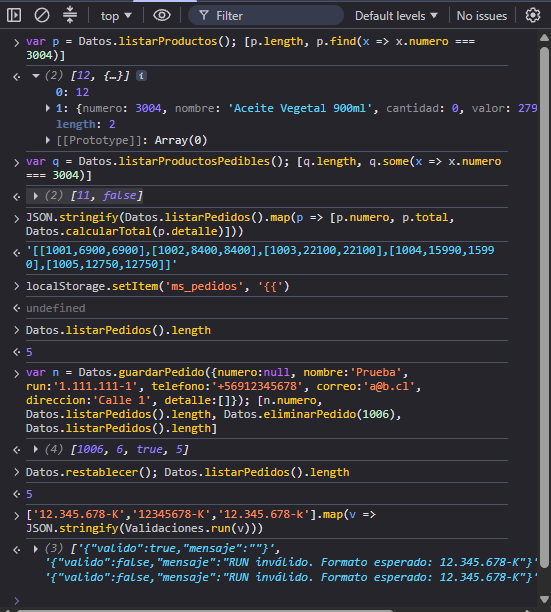 top ▼
Filter
Default levels ▼
No issues
var p = Datos.listarProductos(); [p.length, p.find(x => x.numero ===
3004)]
(2) [12, {…}]
0: 12
1: {numero: 3004, nombre: 'Aceite Vegetal 900ml', cantidad: 0, valor: 279
length: 2
[[Prototype]]: Array(0)
var q = Datos.listarProductosPedibles(); [q.length, q.some(x => x.numero
=== 3004)]
(2) [11, false]
JSON.stringify(Datos.listarPedidos().map(p => [p.numero, p.total,
Datos.calcularTotal(p.detalle)]))
'[[1001,6900,6900],[1002,8400,8400],[1003,22100,22100],[1004,15990,1599
0],[1005,12750,12750]]'
localStorage.setItem('ms_pedidos', '{{')
undefined
Datos.listarPedidos().length
5
var n = Datos.guardarPedido({numero:null, nombre:'Prueba',
run:'1.111.111-1', telefono:'+56912345678', correo:'a@b.cl',
direccion:'Calle 1', detalle:[]}); [n.numero,
Datos.listarPedidos().length, Datos.eliminarPedido(1006),
Datos.listarPedidos().length]
(4) [1006, 6, true, 5]
Datos.restablecer(); Datos.listarPedidos().length
5
['12.345.678-K','12345678-K','12.345.678-k'].map(v =>
JSON.stringify(Validaciones.run(v)))
(3) ['{"valido":true,"mensaje":""}',
'{"valido":false,"mensaje":"RUN inválido. Formato esperado: 12.345.678-K"}'
'{"valido":false,"mensaje":"RUN inválido. Formato esperado: 12.345.678-K"}'